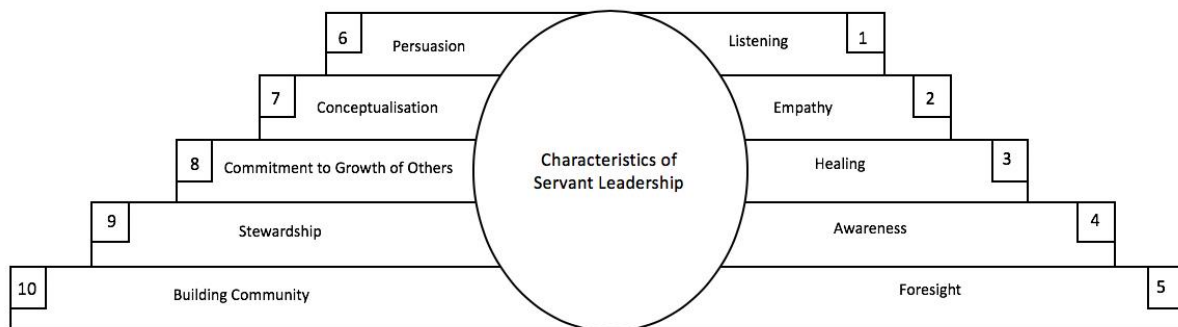 6
Persuasion
Listening
1
7
Conceptualisation
Empathy
2
8
Commitment to Growth of Others
Characteristics of
Servant Leadership
Healing
3
9
Stewardship
Awareness
4
10
Building Community
Foresight
5